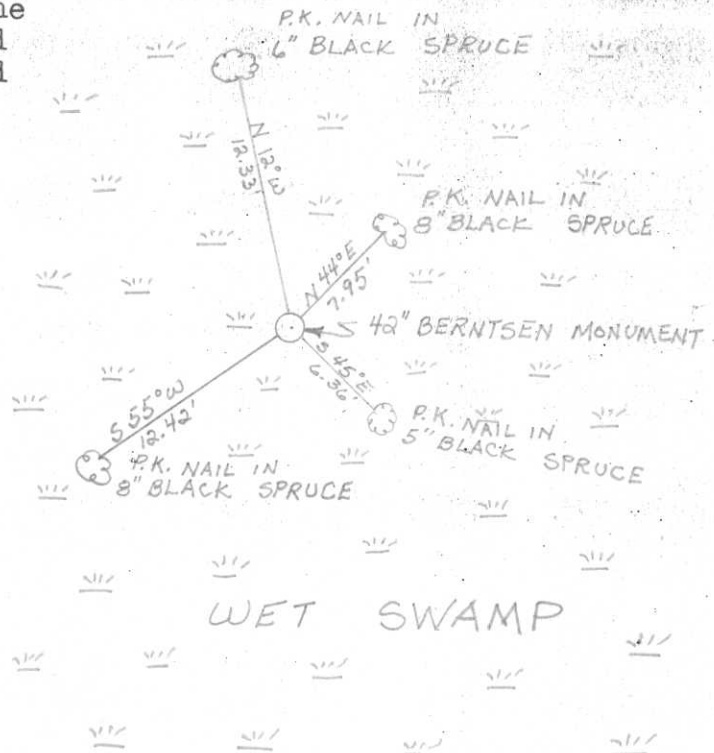 P.K. NAIL IN
6" BLACK SPRUCE
N 12° W
12.33'
P.K. NAIL IN
8" BLACK SPRUCE
N 44° E
7.95'
42" BERNTSEN MONUMENT
S 45° E
6.36'
S 55° W
12.42'
P.K. NAIL IN
5" BLACK SPRUCE
P.K. NAIL IN
8" BLACK SPRUCE
WET SWAMP